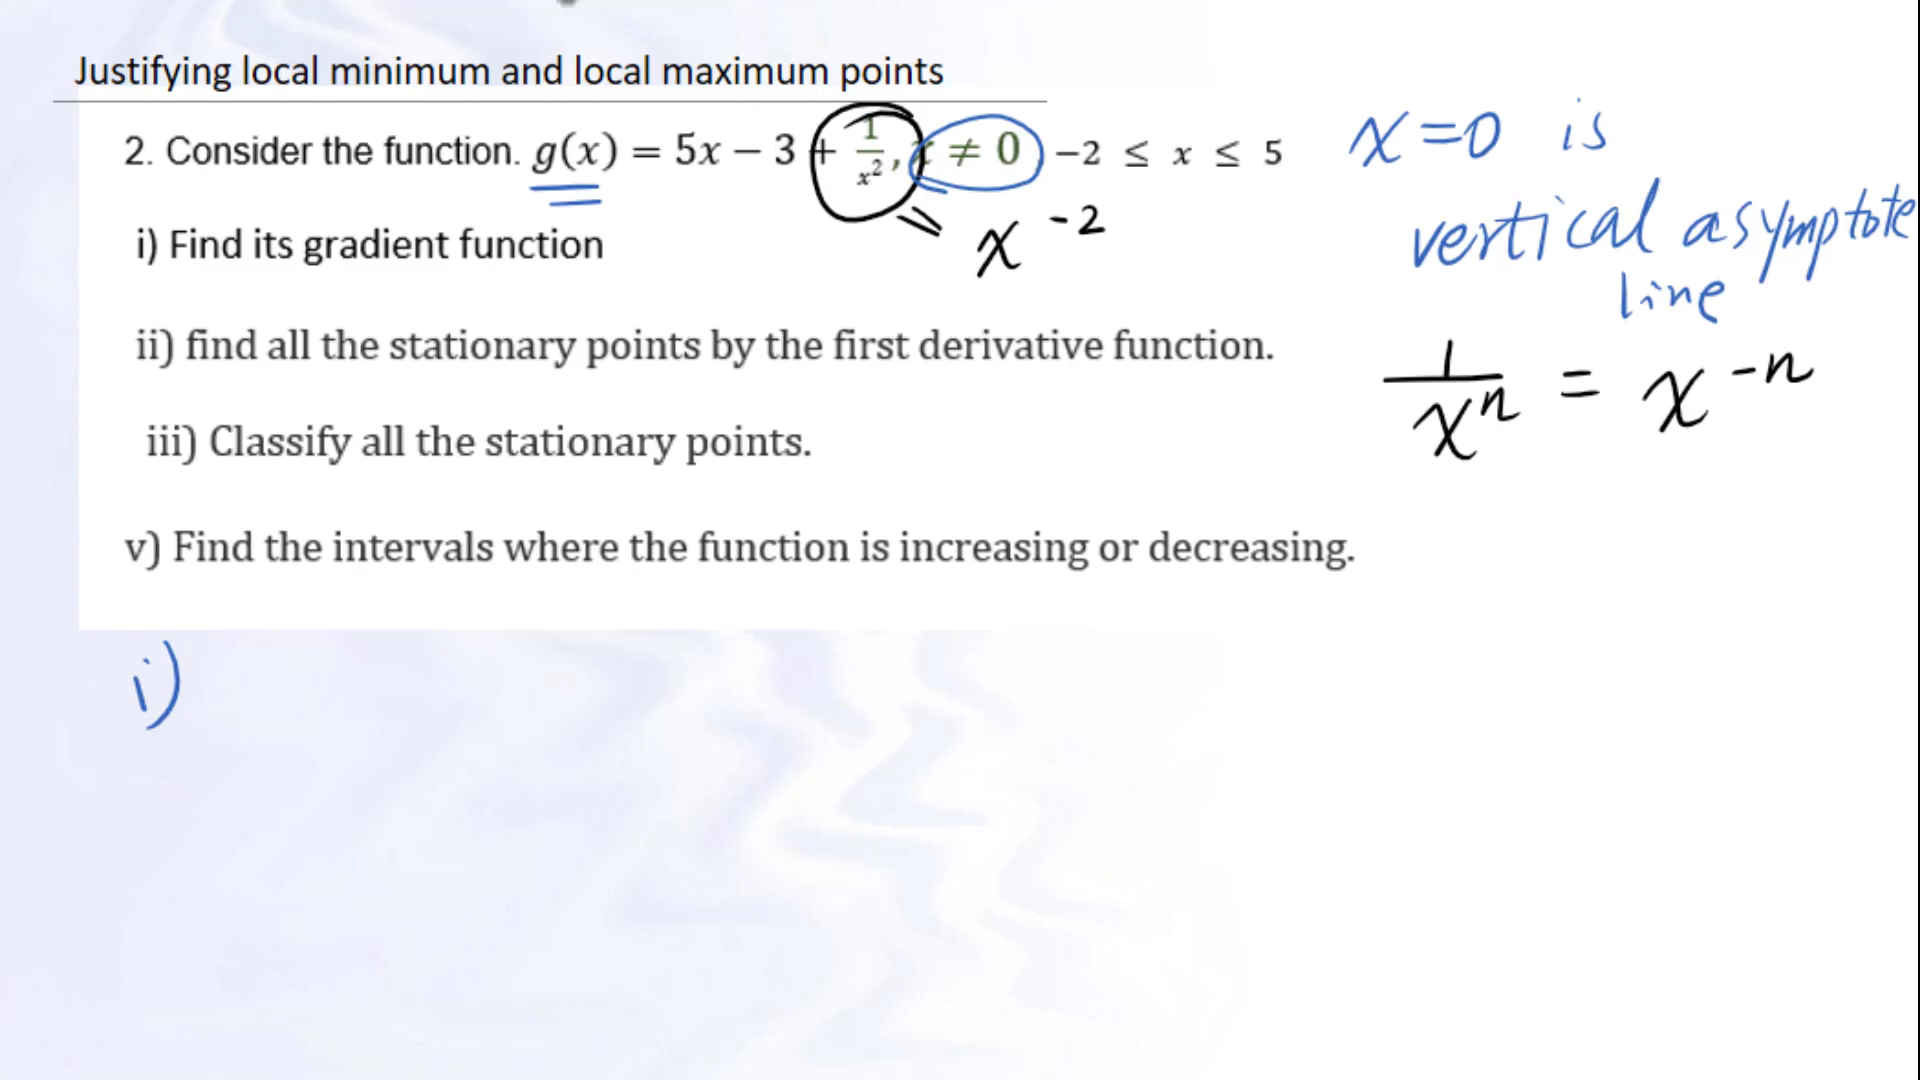 Justifying local minimum and local maximum points
2. Consider the function. g(x) = 5x − 3 + 1/x², x ≠ 0 −2 ≤ x ≤ 5
x = 0 is
vertical asymptote
line
= x⁻²
i) Find its gradient function
ii) find all the stationary points by the first derivative function.
1/xⁿ = x⁻ⁿ
iii) Classify all the stationary points.
v) Find the intervals where the function is increasing or decreasing.
i)